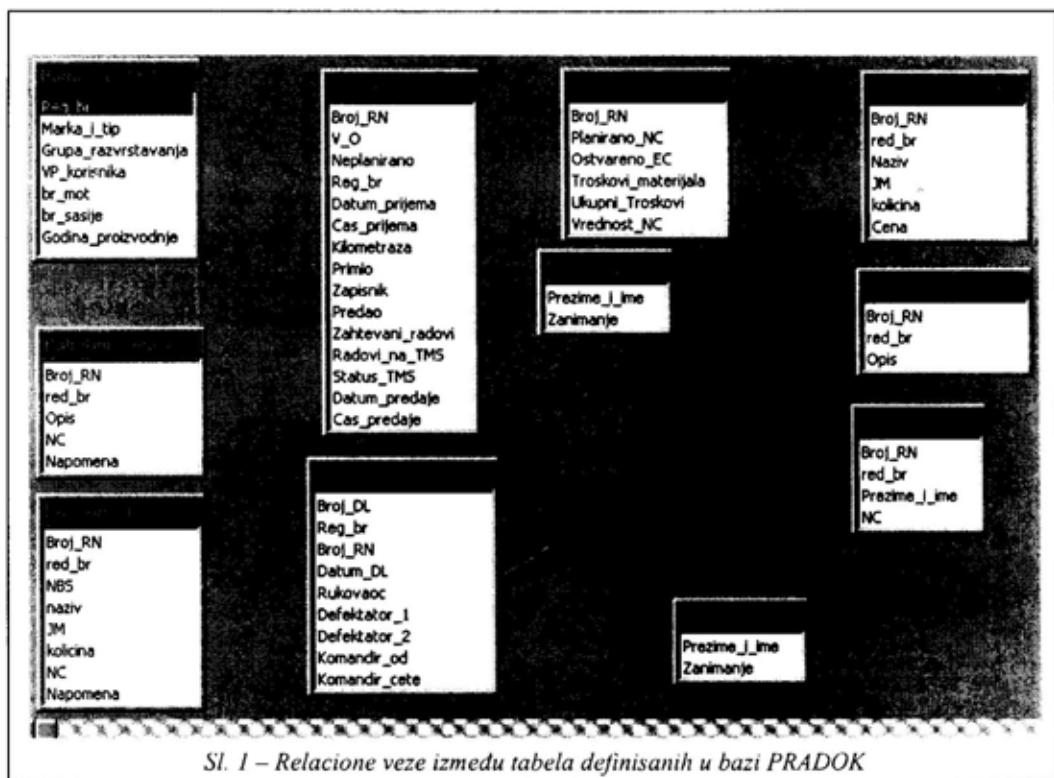 Reg_br
Marka_i_tip
Grupa_razvrstavanja
VP_korisnika
br_mot
br_sasije
Godina_proizvodnje
Broj_RN
red_br
Opis
NC
Napomena
Broj_RN
red_br
NBS
naziv
JM
kolicina
NC
Napomena
Broj_RN
V_O
Neplanirano
Reg_br
Datum_prijema
Cas_prijema
Kilometraza
Primio
Zapisnik
Predao
Zahtevani_radovi
Radovi_na_TMS
Status_TMS
Datum_predaje
Cas_predaje
Broj_DL
Reg_br
Broj_RN
Datum_DL
Rukovaoc
Defektator_1
Defektator_2
Komandir_od
Komandir_cete
Broj_RN
Planirano_NC
Ostvareno_EC
Troskovi_materijala
Ukupni_Troskovi
Vrednost_NC
Prezime_i_ime
Zanimanje
Prezime_i_ime
Zanimanje
Broj_RN
red_br
Naziv
JM
kolicina
Cena
Broj_RN
red_br
Opis
Broj_RN
red_br
Prezime_i_ime
NC
Sl. 1 – Relacione veze između tabela definisanih u bazi PRADOK